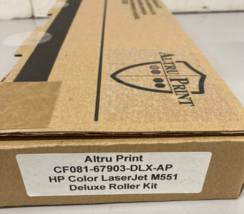 ALTRU PRINT
Altru Print
CF081-67903-DLX-AP
HP Color LaserJet M551
Deluxe Roller Kit